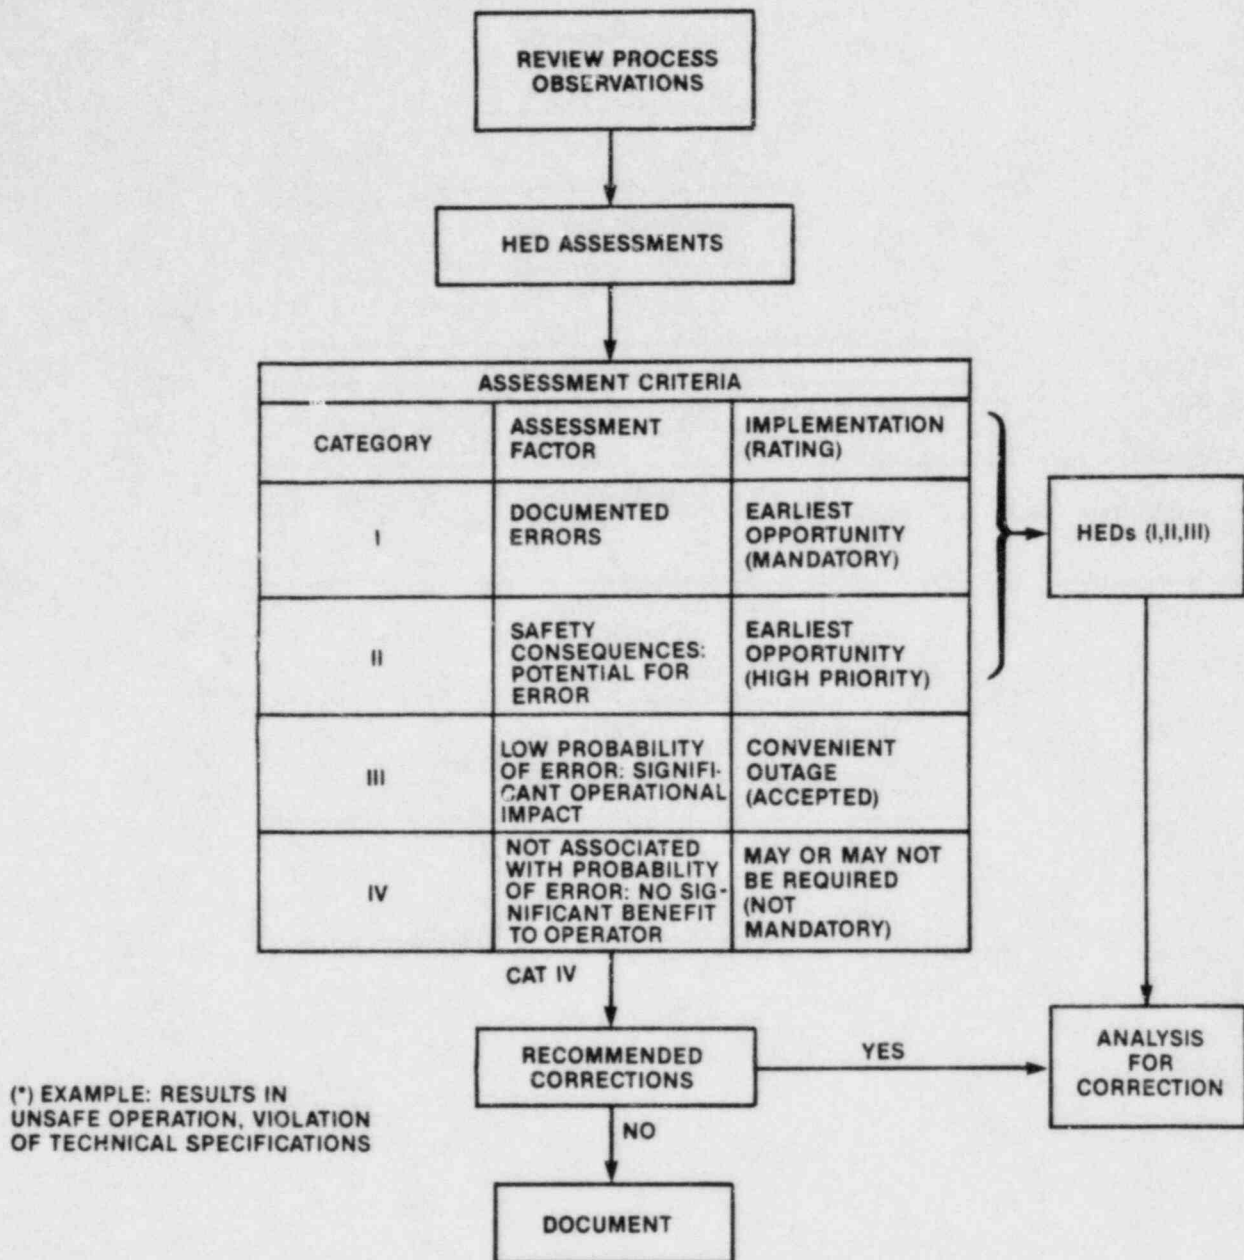 REVIEW PROCESS
OBSERVATIONS
HED ASSESSMENTS
ASSESSMENT CRITERIA
CATEGORY
ASSESSMENT
FACTOR
IMPLEMENTATION
(RATING)
I
DOCUMENTED
ERRORS
EARLIEST
OPPORTUNITY
(MANDATORY)
HEDs (I,II,III)
II
SAFETY
CONSEQUENCES:
POTENTIAL FOR
ERROR
EARLIEST
OPPORTUNITY
(HIGH PRIORITY)
III
LOW PROBABILITY
OF ERROR: SIGNIFI-
CANT OPERATIONAL
IMPACT
CONVENIENT
OUTAGE
(ACCEPTED)
IV
NOT ASSOCIATED
WITH PROBABILITY
OF ERROR: NO SIG-
NIFICANT BENEFIT
TO OPERATOR
MAY OR MAY NOT
BE REQUIRED
(NOT
MANDATORY)
CAT IV
RECOMMENDED
CORRECTIONS
YES
ANALYSIS
FOR
CORRECTION
(*) EXAMPLE: RESULTS IN
UNSAFE OPERATION, VIOLATION
OF TECHNICAL SPECIFICATIONS
NO
DOCUMENT